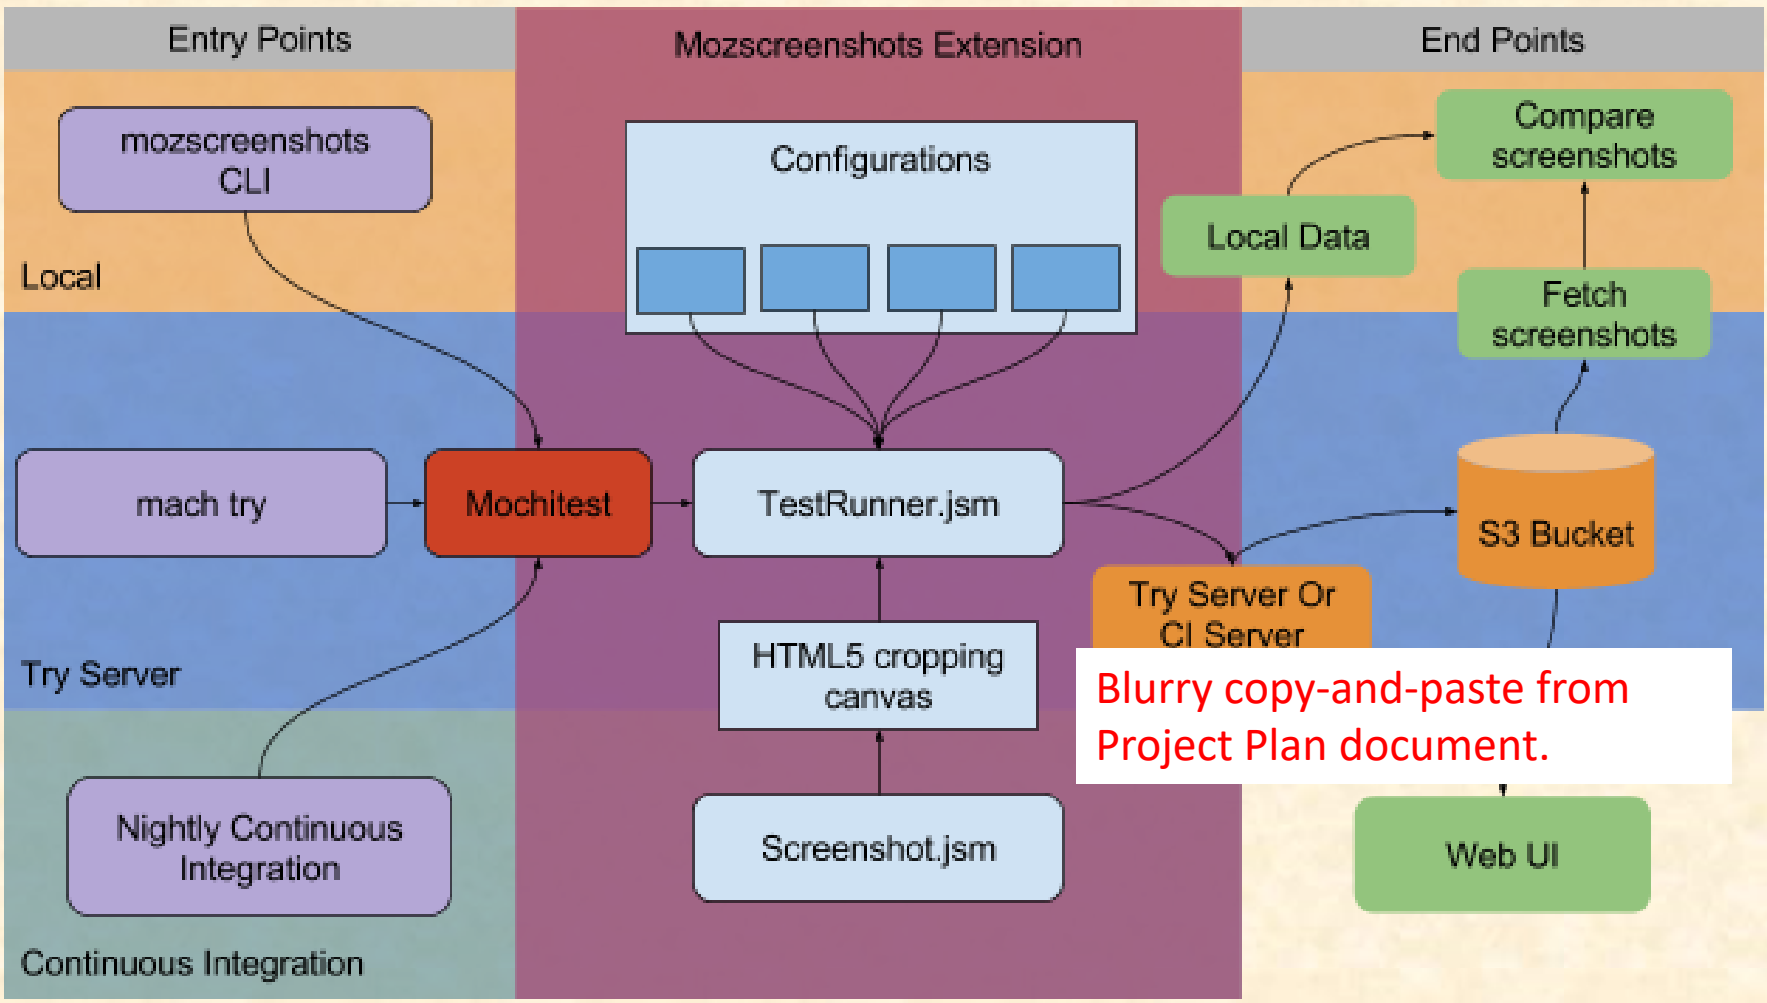 Entry Points
Mozscreenshots Extension
End Points
mozscreenshots
CLI
Local
Configurations
Compare
screenshots
Local Data
Fetch
screenshots
mach try
Mochitest
TestRunner.jsm
S3 Bucket
Try Server Or
CI Server
HTML5 cropping
canvas
Try Server
Blurry copy-and-paste from
Project Plan document.
Nightly Continuous
Integration
Screenshot.jsm
Web UI
Continuous Integration